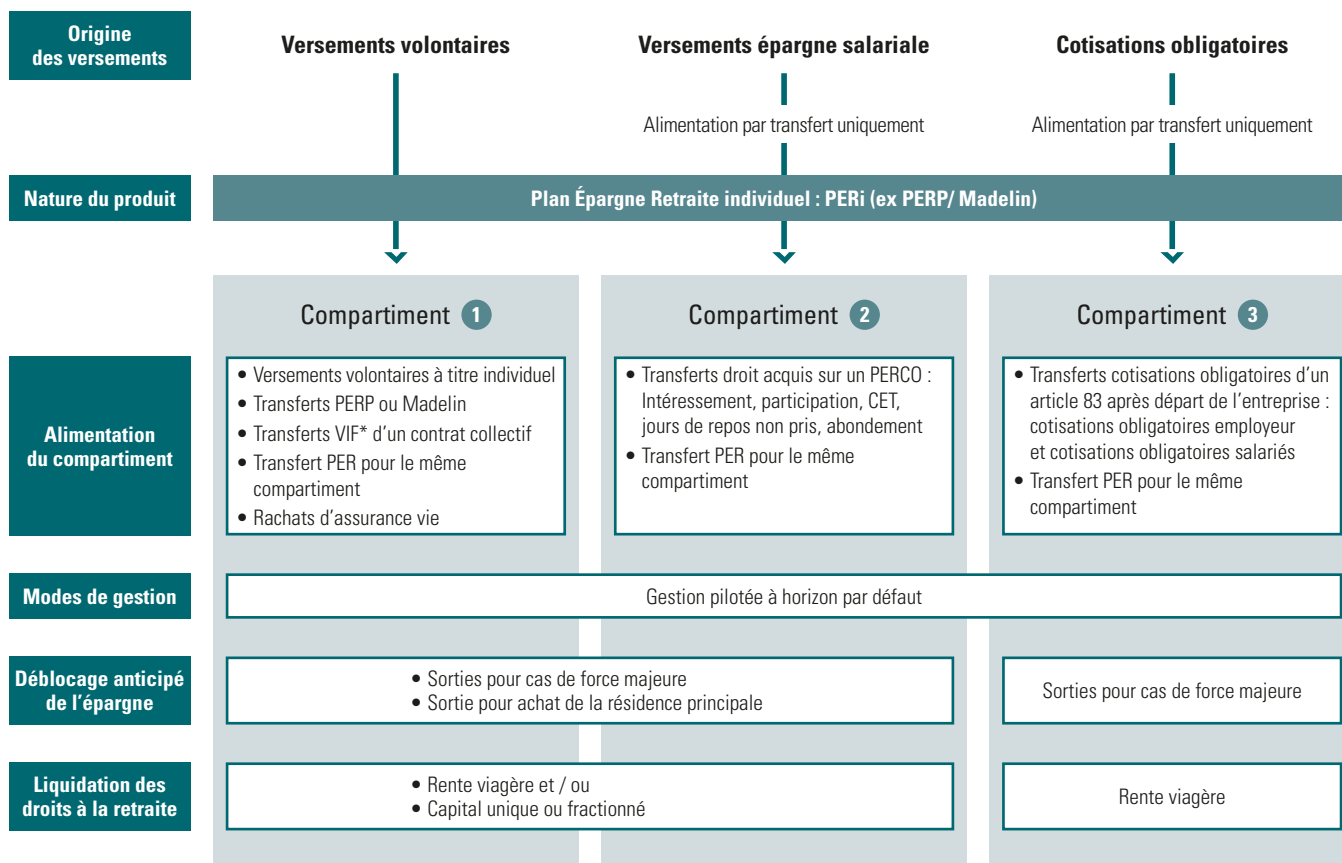 Origine
des versements
Versements volontaires
Versements épargne salariale
Cotisations obligatoires
Alimentation par transfert uniquement
Alimentation par transfert uniquement
Nature du produit
Plan Épargne Retraite individuel : PERi (ex PERP/ Madelin)
Compartiment 1
Compartiment 2
Compartiment 3
Alimentation
du compartiment
• Versements volontaires à titre individuel
• Transferts PERP ou Madelin
• Transferts VIF* d'un contrat collectif
• Transfert PER pour le même
compartiment
• Rachats d'assurance vie
• Transferts droit acquis sur un PERCO :
Intéressement, participation, CET,
jours de repos non pris, abondement
• Transfert PER pour le même
compartiment
• Transferts cotisations obligatoires d'un
article 83 après départ de l'entreprise :
cotisations obligatoires employeur
et cotisations obligatoires salariés
• Transfert PER pour le même
compartiment
Modes de gestion
Gestion pilotée à horizon par défaut
Déblocage anticipé
de l'épargne
• Sorties pour cas de force majeure
• Sortie pour achat de la résidence principale
Sorties pour cas de force majeure
Liquidation des
droits à la retraite
• Rente viagère et / ou
• Capital unique ou fractionné
Rente viagère